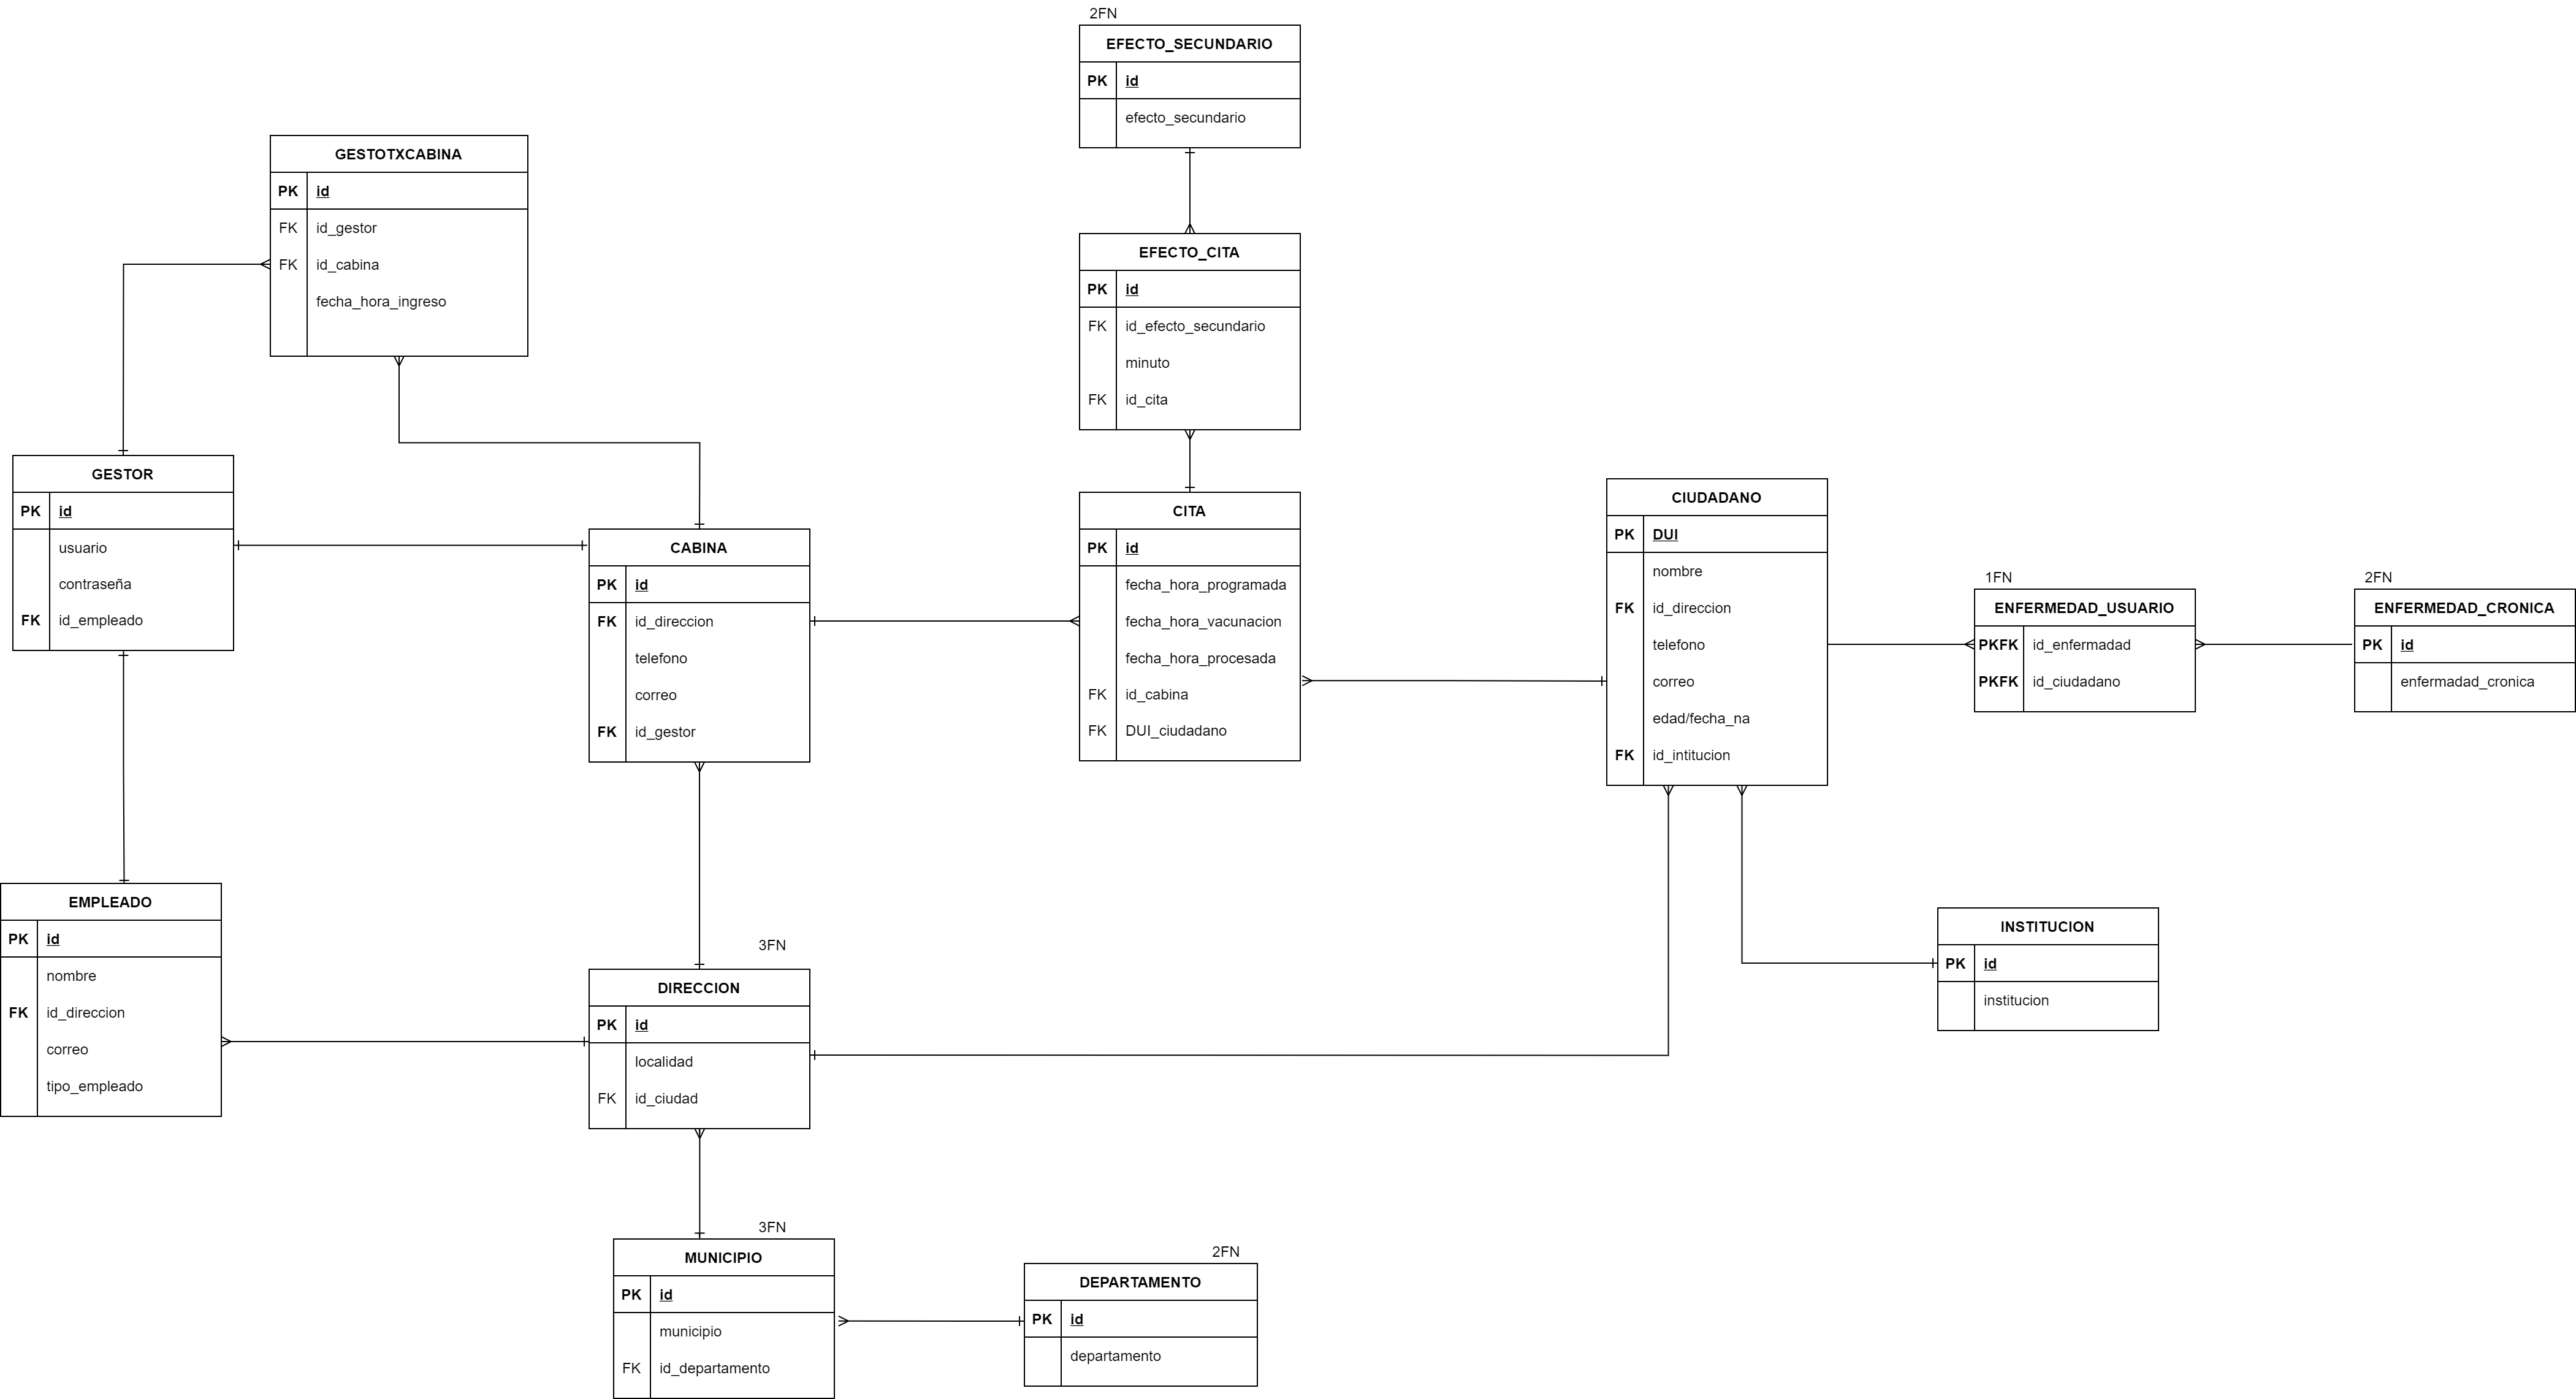 2FN
EFECTO_SECUNDARIO
PK id
efecto_secundario
GESTOTXCABINA
PK id
FK id_gestor
FK id_cabina
fecha_hora_ingreso
EFECTO_CITA
PK id
FK id_efecto_secundario
minuto
FK id_cita
GESTOR
PK id
usuario
contraseña
FK id_empleado
CABINA
PK id
FK id_direccion
telefono
correo
FK id_gestor
CITA
PK id
fecha_hora_programada
fecha_hora_vacunacion
fecha_hora_procesada
FK id_cabina
FK DUI_ciudadano
CIUDADANO
PK DUI
nombre
FK id_direccion
telefono
correo
edad/fecha_na
FK id_intitucion
1FN
ENFERMEDAD_USUARIO
PKFK id_enfermadad
PKFK id_ciudadano
2FN
ENFERMEDAD_CRONICA
PK id
enfermadad_cronica
EMPLEADO
PK id
nombre
FK id_direccion
correo
tipo_empleado
3FN
DIRECCION
PK id
localidad
FK id_ciudad
INSTITUCION
PK id
institucion
3FN
MUNICIPIO
PK id
municipio
FK id_departamento
2FN
DEPARTAMENTO
PK id
departamento